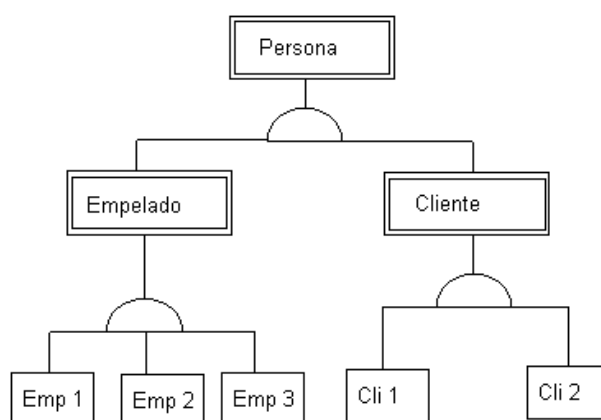 Persona
Empelado
Cliente
Emp 1
Emp 2
Emp 3
Cli 1
Cli 2